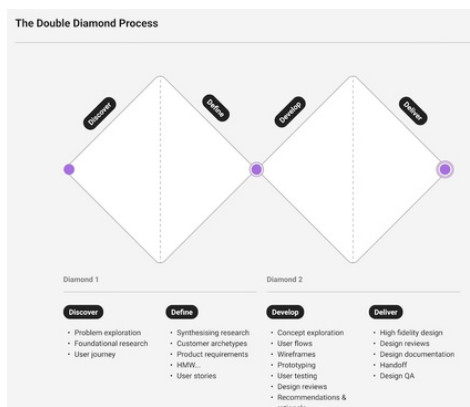 The Double Diamond Process
Discover
Define
Develop
Deliver
Diamond 1
Diamond 2
Discover
• Problem exploration
• Foundational research
• User journey
Define
• Synthesising research
• Customer archetypes
• Product requirements
• HMW...
• User stories
Develop
• Concept exploration
• User flows
• Wireframes
• Prototyping
• User testing
• Design reviews
• Recommendations &
Deliver
• High fidelity design
• Design reviews
• Design documentation
• Handoff
• Design QA